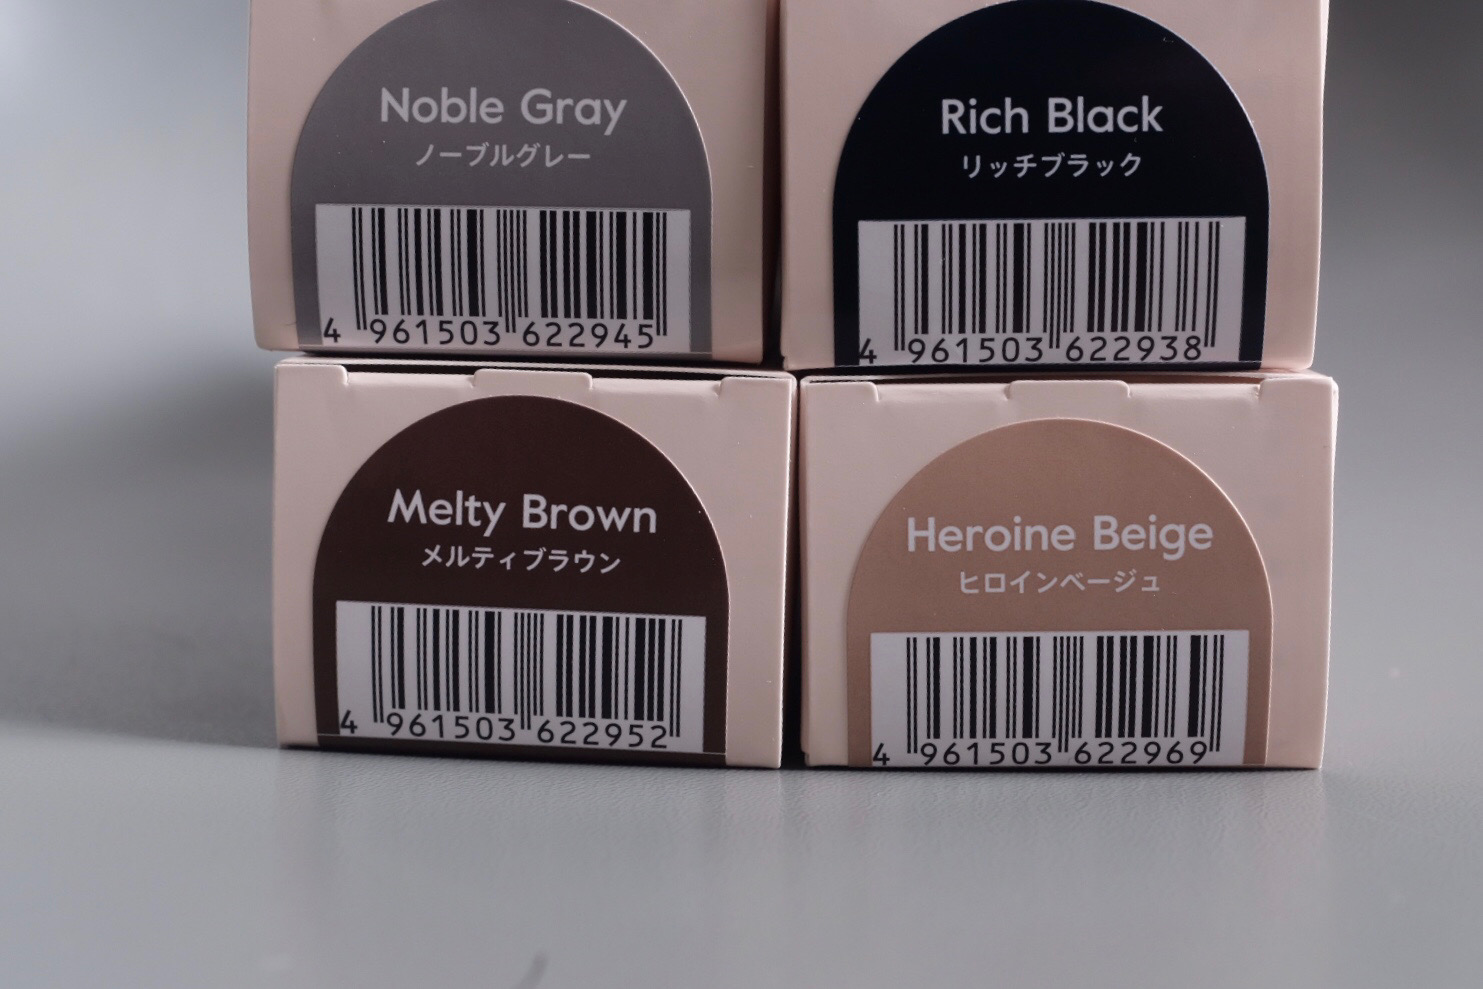 Noble Gray
ノーブルグレー
4 961503 622945
Rich Black
リッチブラック
4 961503 622938
Melty Brown
メルティブラウン
4 961503 622952
Heroine Beige
ヒロインベージュ
4 961503 622969